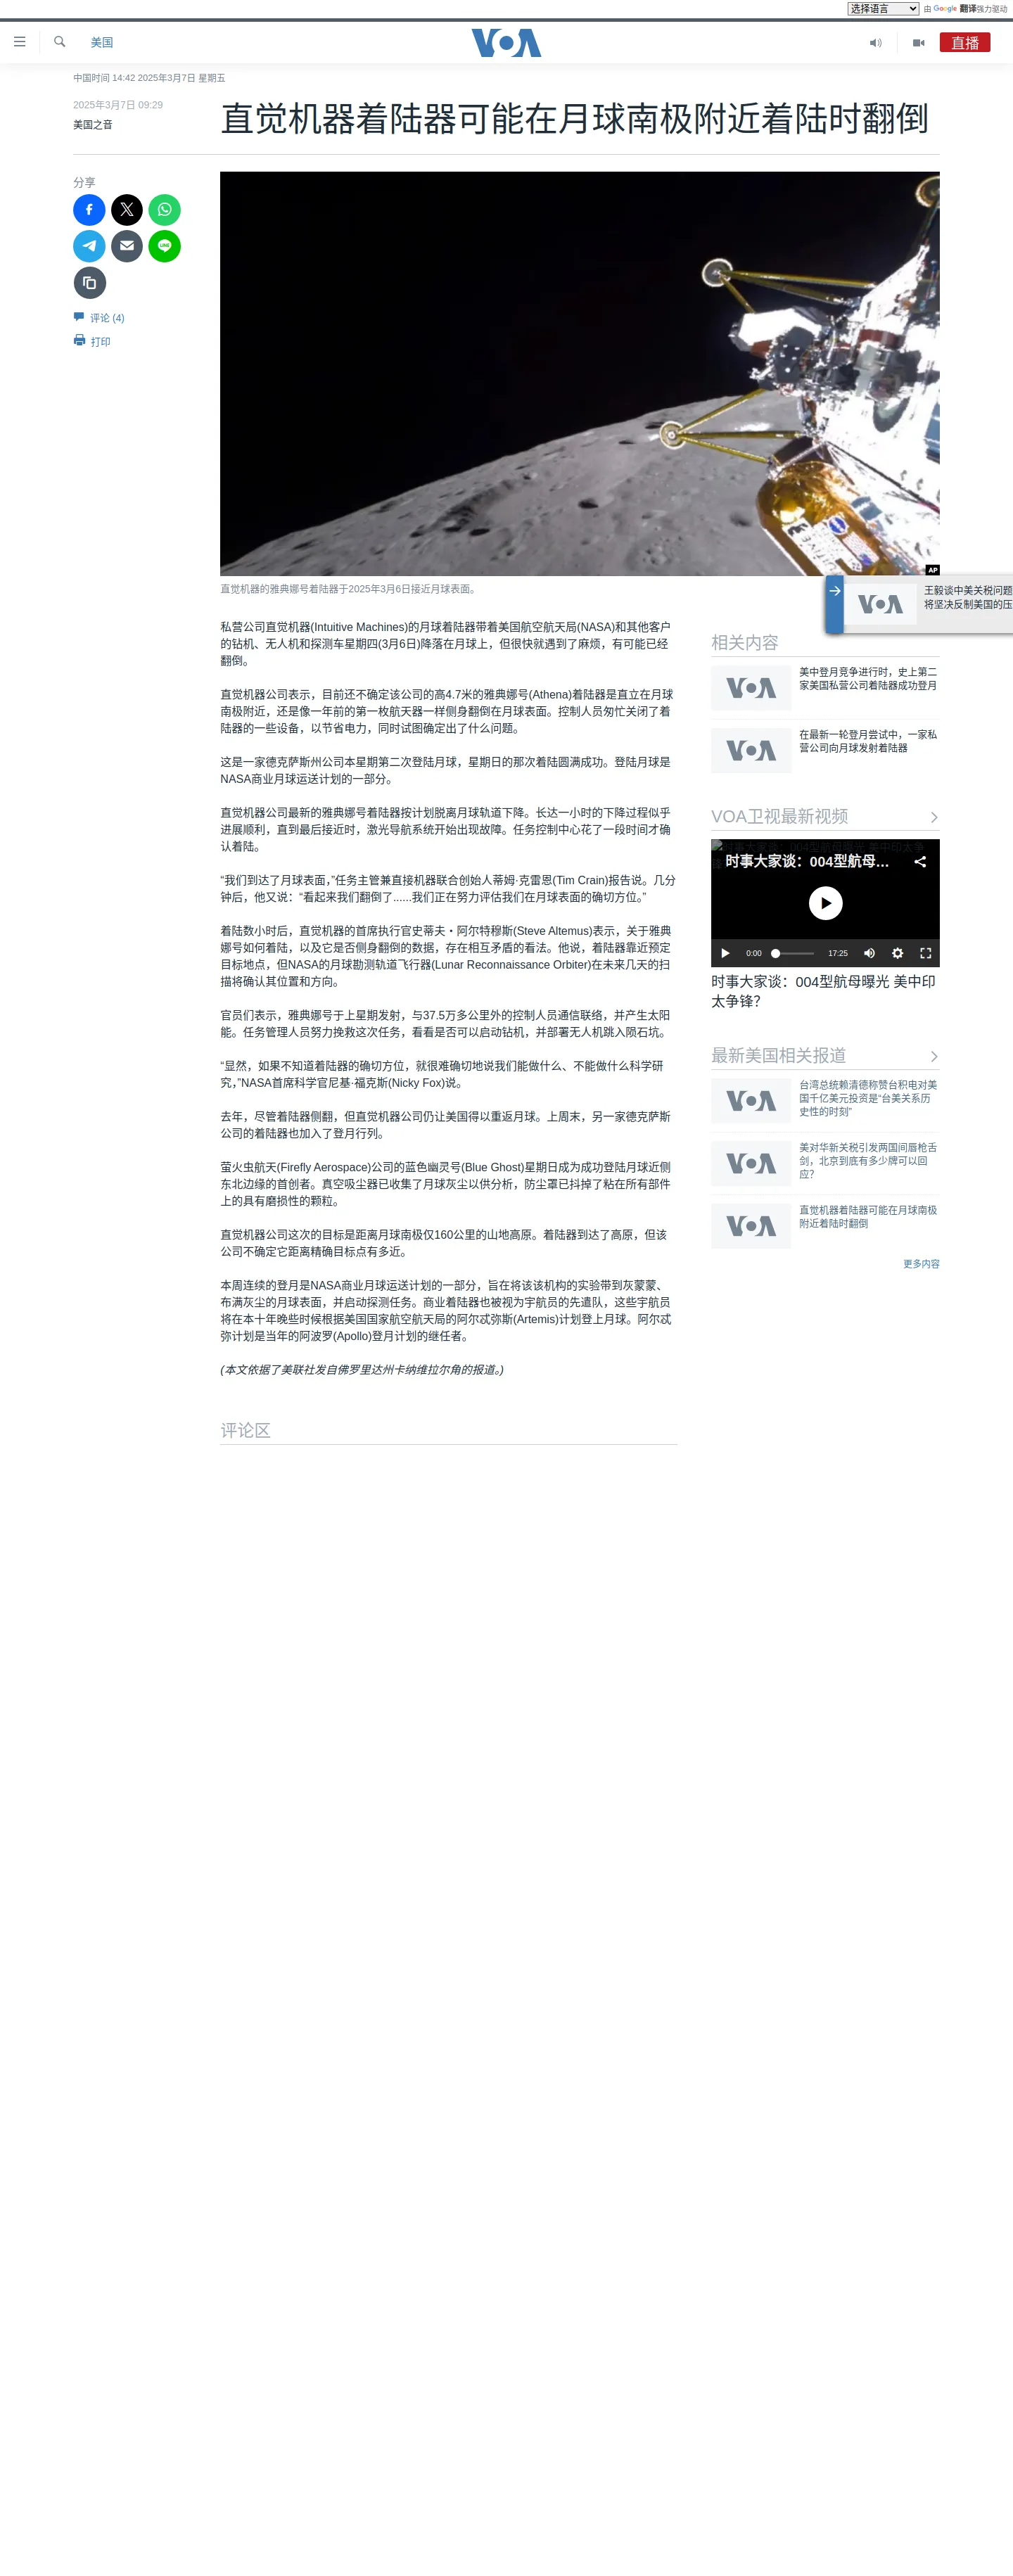 选择语言 由 Google 翻译强力驱动
美国
VOA
直播
中国时间 14:42 2025年3月7日 星期五
2025年3月7日 09:29
美国之音
直觉机器着陆器可能在月球南极附近着陆时翻倒
分享
LINE
评论 (4)
打印
AP
直觉机器的雅典娜号着陆器于2025年3月6日接近月球表面。
VOA
王毅谈中美关税问题
将坚决反制美国的压
私营公司直觉机器(Intuitive Machines)的月球着陆器带着美国航空航天局(NASA)和其他客户
的钻机、无人机和探测车星期四(3月6日)降落在月球上，但很快就遇到了麻烦，有可能已经
翻倒。
直觉机器公司表示，目前还不确定该公司的高4.7米的雅典娜号(Athena)着陆器是直立在月球
南极附近，还是像一年前的第一枚航天器一样侧身翻倒在月球表面。控制人员匆忙关闭了着
陆器的一些设备，以节省电力，同时试图确定出了什么问题。
这是一家德克萨斯州公司本星期第二次登陆月球，星期日的那次着陆圆满成功。登陆月球是
NASA商业月球运送计划的一部分。
直觉机器公司最新的雅典娜号着陆器按计划脱离月球轨道下降。长达一小时的下降过程似乎
进展顺利，直到最后接近时，激光导航系统开始出现故障。任务控制中心花了一段时间才确
认着陆。
“我们到达了月球表面，”任务主管兼直接机器联合创始人蒂姆·克雷恩(Tim Crain)报告说。几分
钟后，他又说：“看起来我们翻倒了......我们正在努力评估我们在月球表面的确切方位。”
着陆数小时后，直觉机器的首席执行官史蒂夫・阿尔特穆斯(Steve Altemus)表示，关于雅典
娜号如何着陆，以及它是否侧身翻倒的数据，存在相互矛盾的看法。他说，着陆器靠近预定
目标地点，但NASA的月球勘测轨道飞行器(Lunar Reconnaissance Orbiter)在未来几天的扫
描将确认其位置和方向。
官员们表示，雅典娜号于上星期发射，与37.5万多公里外的控制人员通信联络，并产生太阳
能。任务管理人员努力挽救这次任务，看看是否可以启动钻机，并部署无人机跳入陨石坑。
“显然，如果不知道着陆器的确切方位，就很难确切地说我们能做什么、不能做什么科学研
究，”NASA首席科学官尼基·福克斯(Nicky Fox)说。
去年，尽管着陆器侧翻，但直觉机器公司仍让美国得以重返月球。上周末，另一家德克萨斯
公司的着陆器也加入了登月行列。
萤火虫航天(Firefly Aerospace)公司的蓝色幽灵号(Blue Ghost)星期日成为成功登陆月球近侧
东北边缘的首创者。真空吸尘器已收集了月球灰尘以供分析，防尘罩已抖掉了粘在所有部件
上的具有磨损性的颗粒。
直觉机器公司这次的目标是距离月球南极仅160公里的山地高原。着陆器到达了高原，但该
公司不确定它距离精确目标点有多近。
本周连续的登月是NASA商业月球运送计划的一部分，旨在将该该机构的实验带到灰蒙蒙、
布满灰尘的月球表面，并启动探测任务。商业着陆器也被视为宇航员的先遣队，这些宇航员
将在本十年晚些时候根据美国国家航空航天局的阿尔忒弥斯(Artemis)计划登上月球。阿尔忒
弥计划是当年的阿波罗(Apollo)登月计划的继任者。
(本文依据了美联社发自佛罗里达州卡纳维拉尔角的报道。)
评论区
相关内容
VOA
美中登月竞争进行时，史上第二
家美国私营公司着陆器成功登月
VOA
在最新一轮登月尝试中，一家私
营公司向月球发射着陆器
VOA卫视最新视频
时事大家谈：004型航母曝光 美中印太争
时事大家谈：004型航母…
0:00 17:25
时事大家谈：004型航母曝光 美中印
太争锋？
最新美国相关报道
VOA
台湾总统赖清德称赞台积电对美
国千亿美元投资是“台美关系历
史性的时刻”
VOA
美对华新关税引发两国间唇枪舌
剑，北京到底有多少牌可以回
应？
VOA
直觉机器着陆器可能在月球南极
附近着陆时翻倒
更多内容